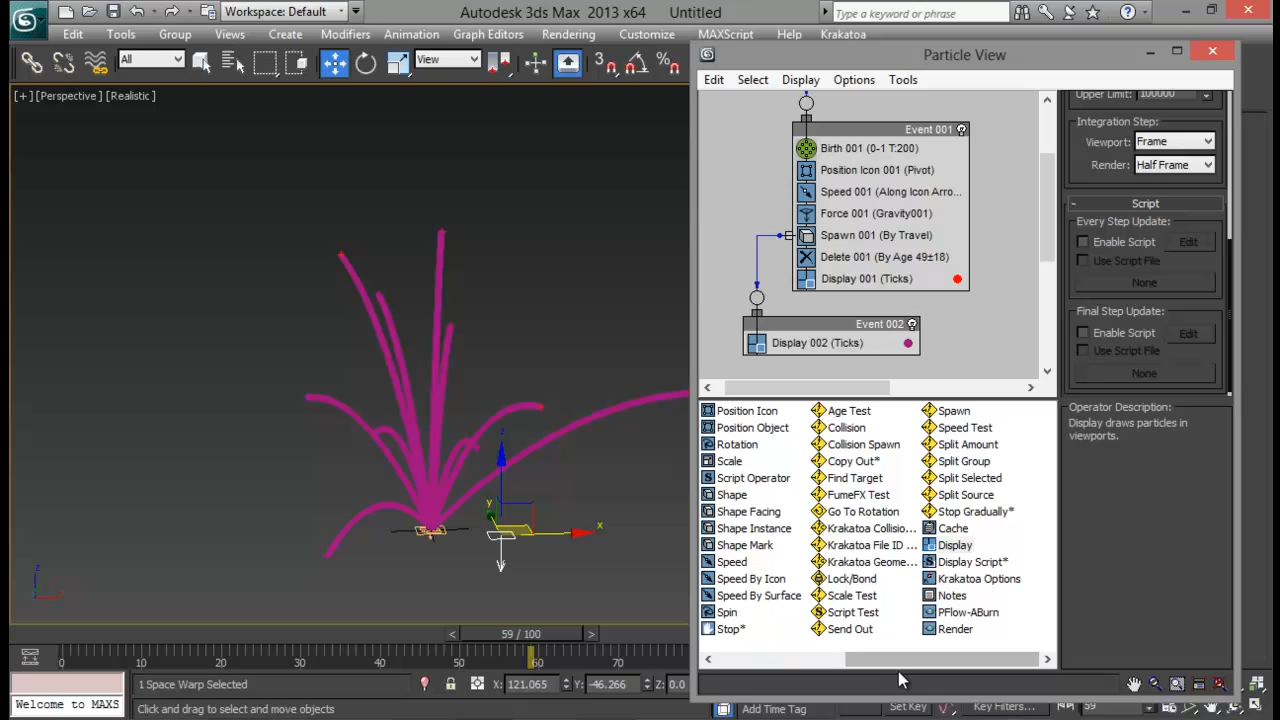 Workspace: Default
Autodesk 3ds Max  2013 x64
Untitled
Type a keyword or phrase
Edit
Tools
Group
Views
Create
Modifiers
Animation
Graph Editors
Rendering
Customize
MAXScript
Help
Krakatoa
All
View
[+] [Perspective ] [Realistic ]
Particle View
Edit
Select
Display
Options
Tools
Event 001
Birth 001 (0-1 T:200)
Position Icon 001 (Pivot)
Speed 001 (Along Icon Arro...
Force 001 (Gravity001)
Spawn 001 (By Travel)
Delete 001 (By Age 49±18)
Display 001 (Ticks)
Event 002
Display 002 (Ticks)
Upper Limit: 100000
Integration Step:
Viewport: Frame
Render: Half Frame
Script
Every Step Update:
Enable Script
Edit
Use Script File
None
Final Step Update:
Enable Script
Edit
Use Script File
None
Operator Description:
Display draws particles in
viewports.
Position Icon
Position Object
Rotation
Scale
Script Operator
Shape
Shape Facing
Shape Instance
Shape Mark
Speed
Speed By Icon
Speed By Surface
Spin
Stop*
Age Test
Collision
Collision Spawn
Copy Out*
Find Target
FumeFX Test
Go To Rotation
Krakatoa Collisio...
Krakatoa File ID ...
Krakatoa Geome...
Lock/Bond
Scale Test
Script Test
Send Out
Spawn
Speed Test
Split Amount
Split Group
Split Selected
Split Source
Stop Gradually*
Cache
Display
Display Script*
Krakatoa Options
Notes
PFlow-ABurn
Render
z
y
x
z
59 / 100
0
10
20
30
40
50
60
70
1 Space Warp Selected
X: 121.065
Y: -46.266
Z: 0.0
Welcome to MAXS
Click and drag to select and move objects
Add Time Tag
Set Key
Key Filters...
59